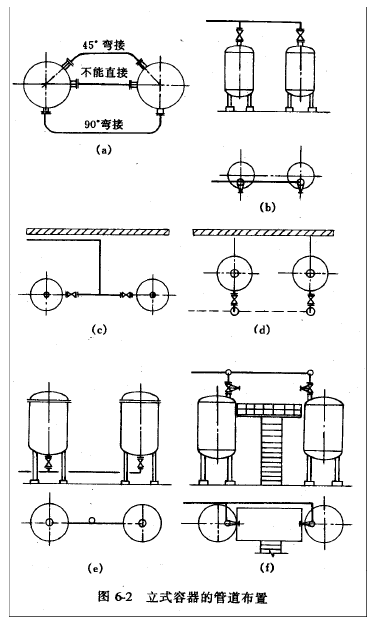 45° 弯接
不能直接
90°弯接
(a)
(b)
(c)
(d)
(e)
(f)
图 6-2 立式容器的管道布置